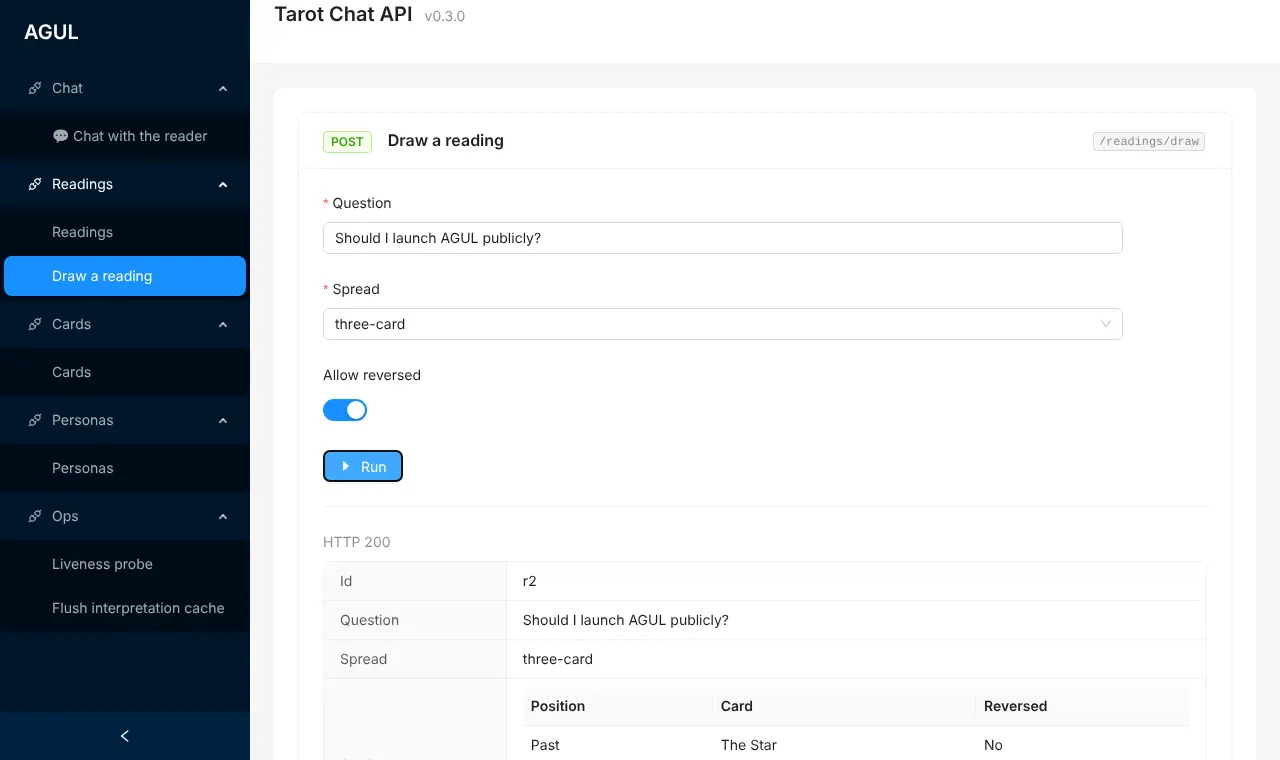 AGUL
Chat
💬 Chat with the reader
Readings
Readings
Draw a reading
Cards
Cards
Personas
Personas
Ops
Liveness probe
Flush interpretation cache
Tarot Chat API v0.3.0
POST Draw a reading /readings/draw
* Question
Should I launch AGUL publicly?
* Spread
three-card
Allow reversed
Run
HTTP 200
Id r2
Question Should I launch AGUL publicly?
Spread three-card
Position Card Reversed
Past The Star No